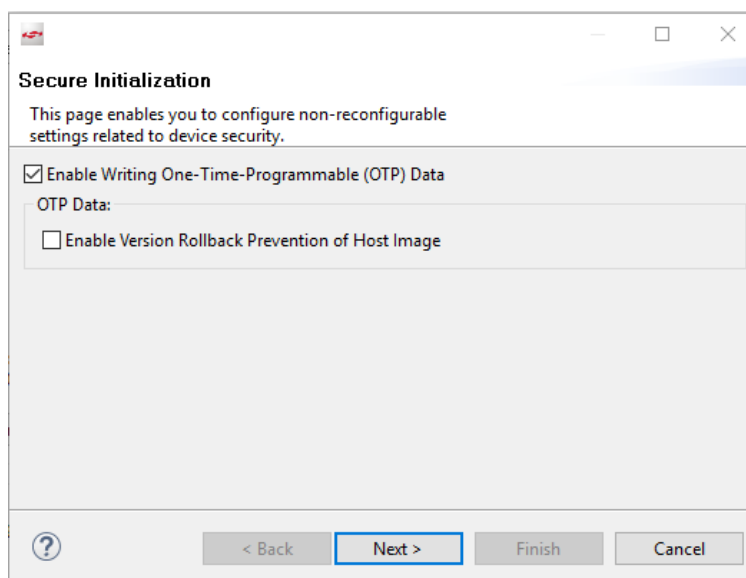 Secure Initialization
This page enables you to configure non-reconfigurable
settings related to device security.
Enable Writing One-Time-Programmable (OTP) Data
OTP Data:
Enable Version Rollback Prevention of Host Image
?
< Back
Next >
Finish
Cancel